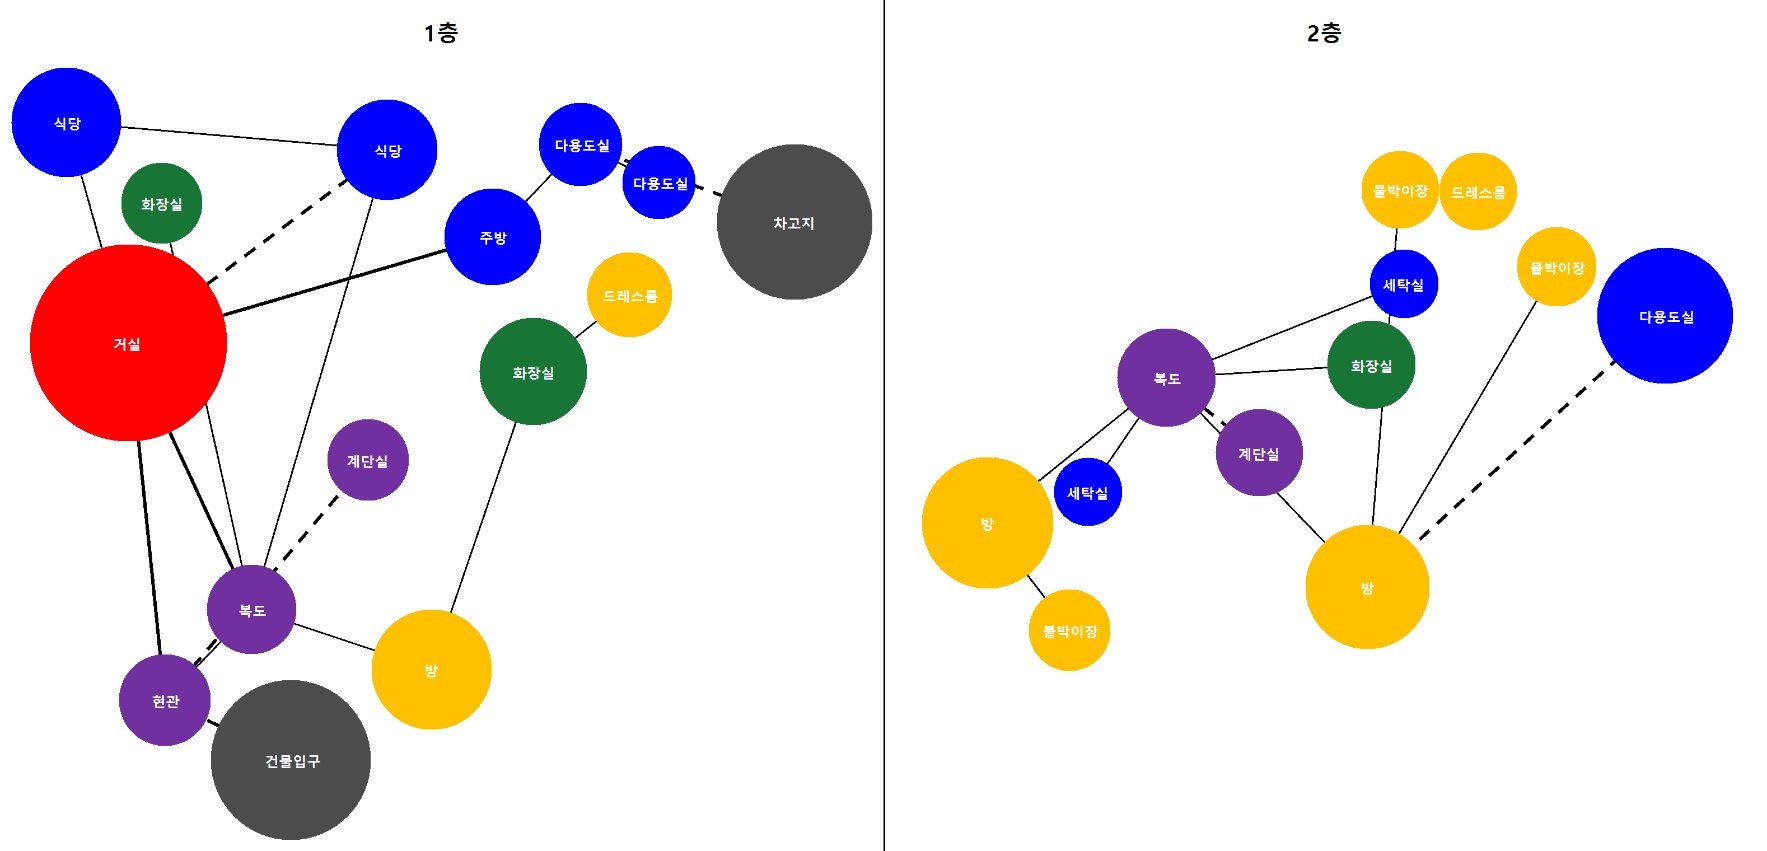 1층
식당
식당
다용도실
다용도실
화장실
차고지
주방
드레스룸
거실
화장실
계단실
복도
방
현관
건물입구
2층
붙박이장
드레스룸
붙박이장
세탁실
다용도실
화장실
복도
계단실
세탁실
방
방
붙박이장